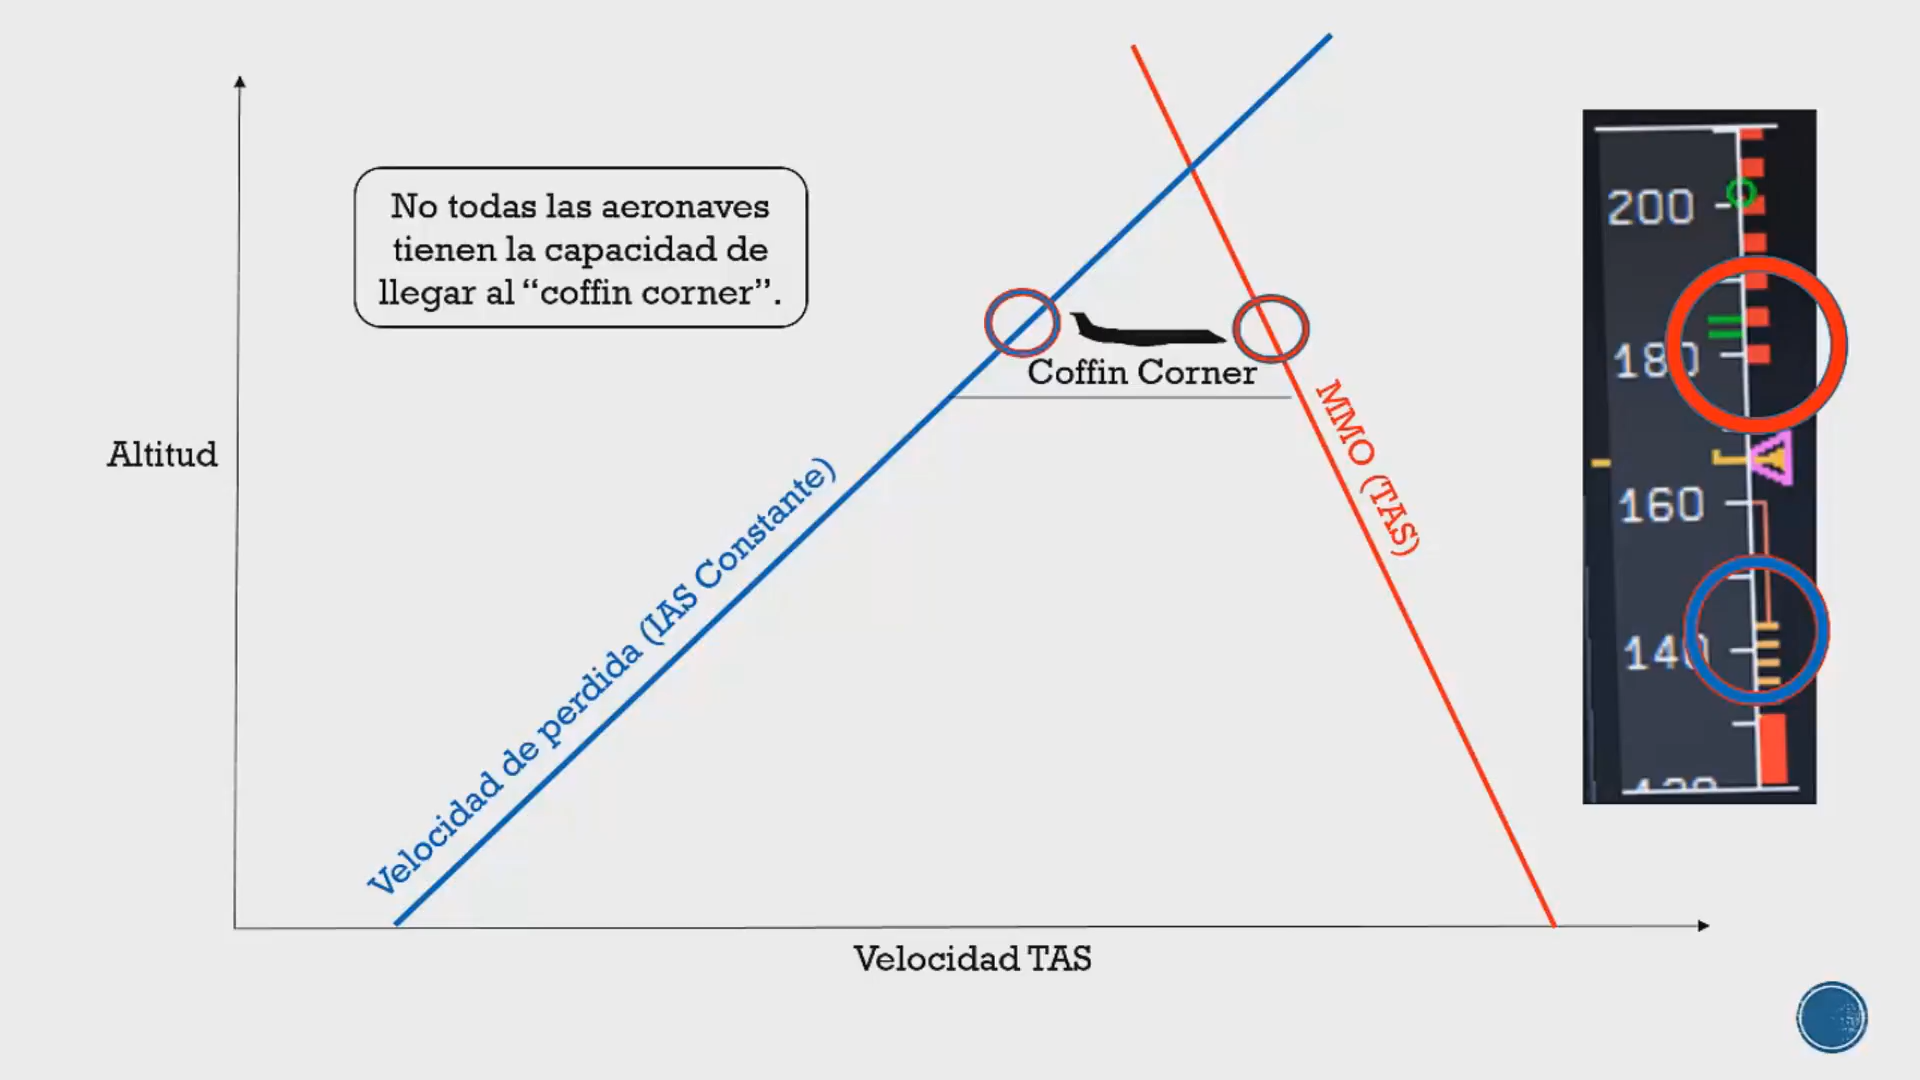 No todas las aeronaves
tienen la capacidad de
llegar al “coffin corner”.
Coffin Corner
Altitud
Velocidad de perdida (IAS Constante)
MMO (TAS)
Velocidad TAS
200
180
160
140